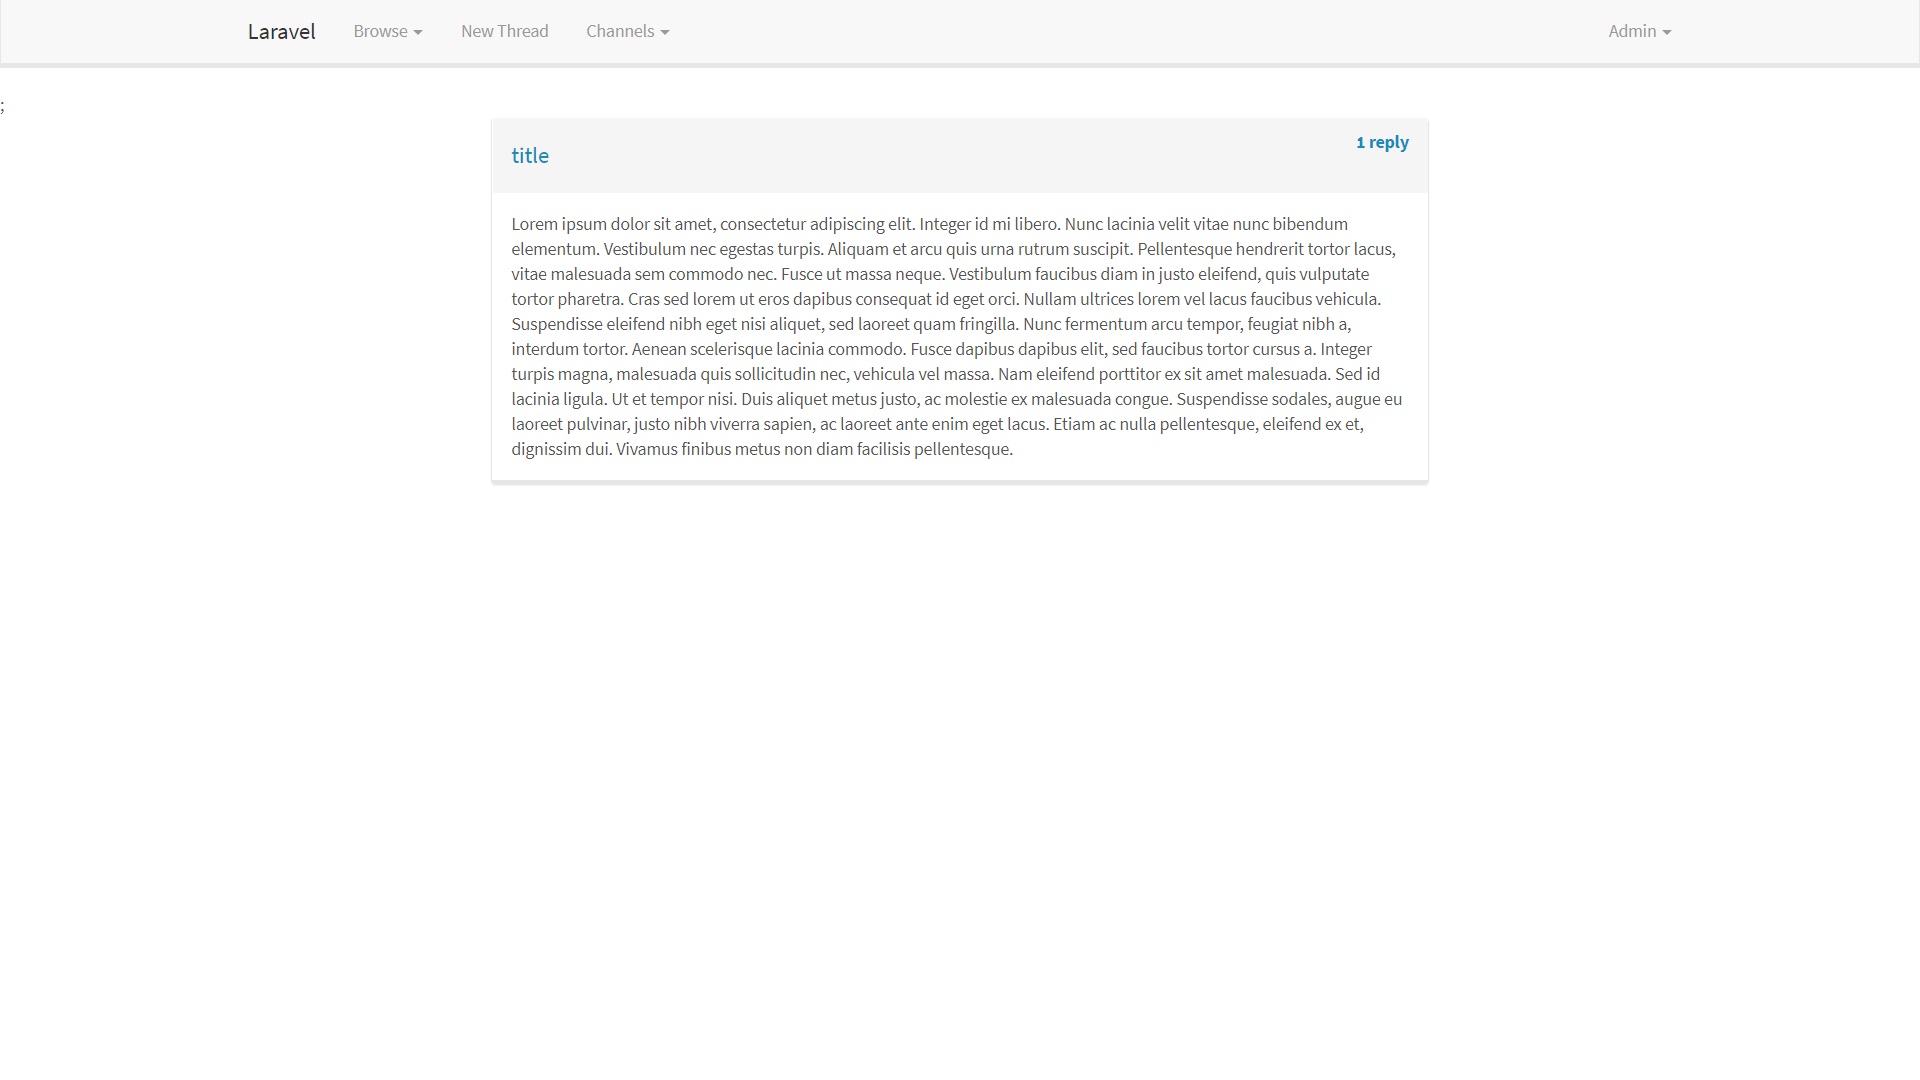 Laravel Browse New Thread Channels Admin
;
title 1 reply
Lorem ipsum dolor sit amet, consectetur adipiscing elit. Integer id mi libero. Nunc lacinia velit vitae nunc bibendum
elementum. Vestibulum nec egestas turpis. Aliquam et arcu quis urna rutrum suscipit. Pellentesque hendrerit tortor lacus,
vitae malesuada sem commodo nec. Fusce ut massa neque. Vestibulum faucibus diam in justo eleifend, quis vulputate
tortor pharetra. Cras sed lorem ut eros dapibus consequat id eget orci. Nullam ultrices lorem vel lacus faucibus vehicula.
Suspendisse eleifend nibh eget nisi aliquet, sed laoreet quam fringilla. Nunc fermentum arcu tempor, feugiat nibh a,
interdum tortor. Aenean scelerisque lacinia commodo. Fusce dapibus dapibus elit, sed faucibus tortor cursus a. Integer
turpis magna, malesuada quis sollicitudin nec, vehicula vel massa. Nam eleifend porttitor ex sit amet malesuada. Sed id
lacinia ligula. Ut et tempor nisi. Duis aliquet metus justo, ac molestie ex malesuada congue. Suspendisse sodales, augue eu
laoreet pulvinar, justo nibh viverra sapien, ac laoreet ante enim eget lacus. Etiam ac nulla pellentesque, eleifend ex et,
dignissim dui. Vivamus finibus metus non diam facilisis pellentesque.